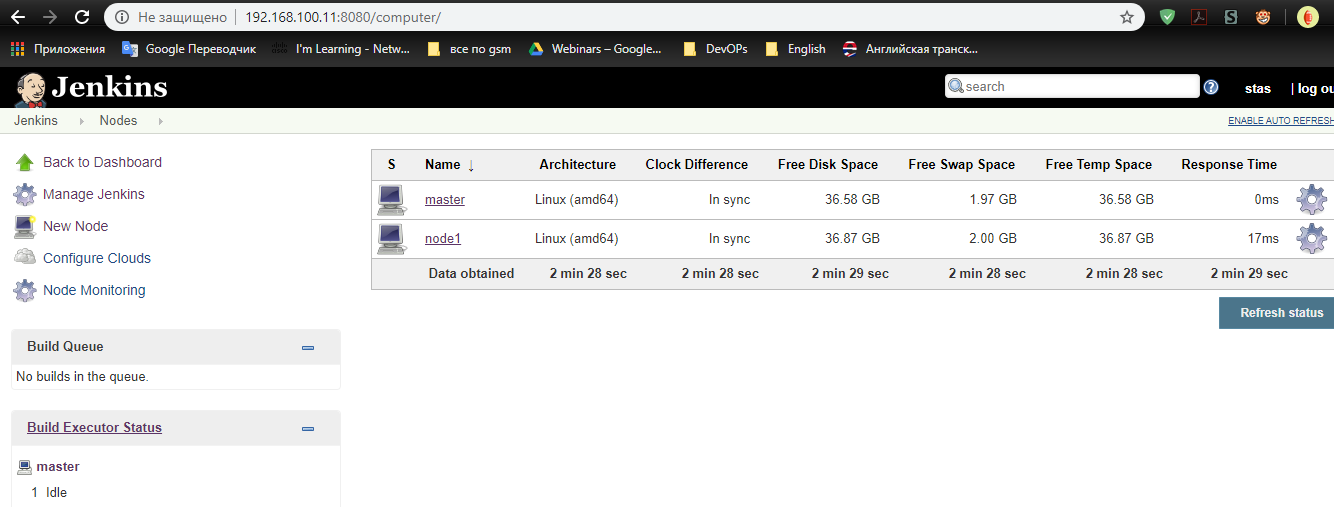 Не защищено 192.168.100.11:8080/computer/
Приложения Google Переводчик I'm Learning - Netw... все по gsm Webinars – Google... DevOPs English Английская транск...
Jenkins search ? stas | log ou
Jenkins Nodes ENABLE AUTO REFRESH
Back to Dashboard
Manage Jenkins
New Node
Configure Clouds
Node Monitoring
S Name ↓ Architecture Clock Difference Free Disk Space Free Swap Space Free Temp Space Response Time
master Linux (amd64) In sync 36.58 GB 1.97 GB 36.58 GB 0ms
node1 Linux (amd64) In sync 36.87 GB 2.00 GB 36.87 GB 17ms
Data obtained 2 min 28 sec 2 min 28 sec 2 min 29 sec 2 min 28 sec 2 min 28 sec 2 min 29 sec
Refresh status
Build Queue
No builds in the queue.
Build Executor Status
master
1 Idle